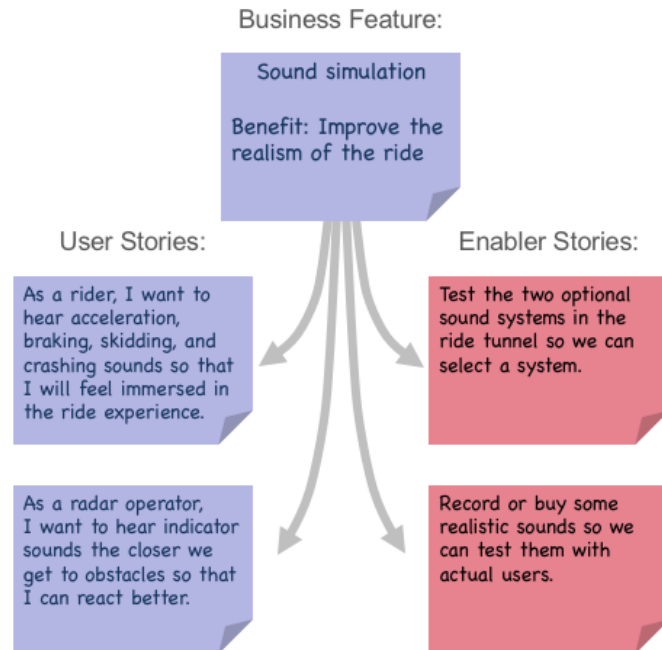 Business Feature:
Sound simulation
Benefit: Improve the
realism of the ride
User Stories:
Enabler Stories:
As a rider, I want to
hear acceleration,
braking, skidding, and
crashing sounds so that
I will feel immersed in
the ride experience.
Test the two optional
sound systems in the
ride tunnel so we can
select a system.
As a radar operator,
I want to hear indicator
sounds the closer we
get to obstacles so that
I can react better.
Record or buy some
realistic sounds so we
can test them with
actual users.